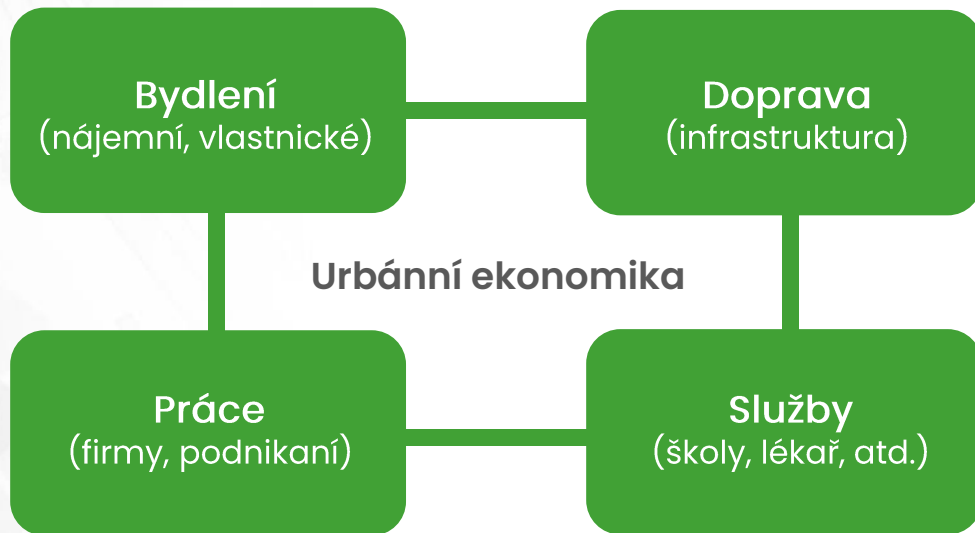 Bydlení
(nájemní, vlastnické)
Doprava
(infrastruktura)
Urbánní ekonomika
Práce
(firmy, podnikaní)
Služby
(školy, lékař, atd.)